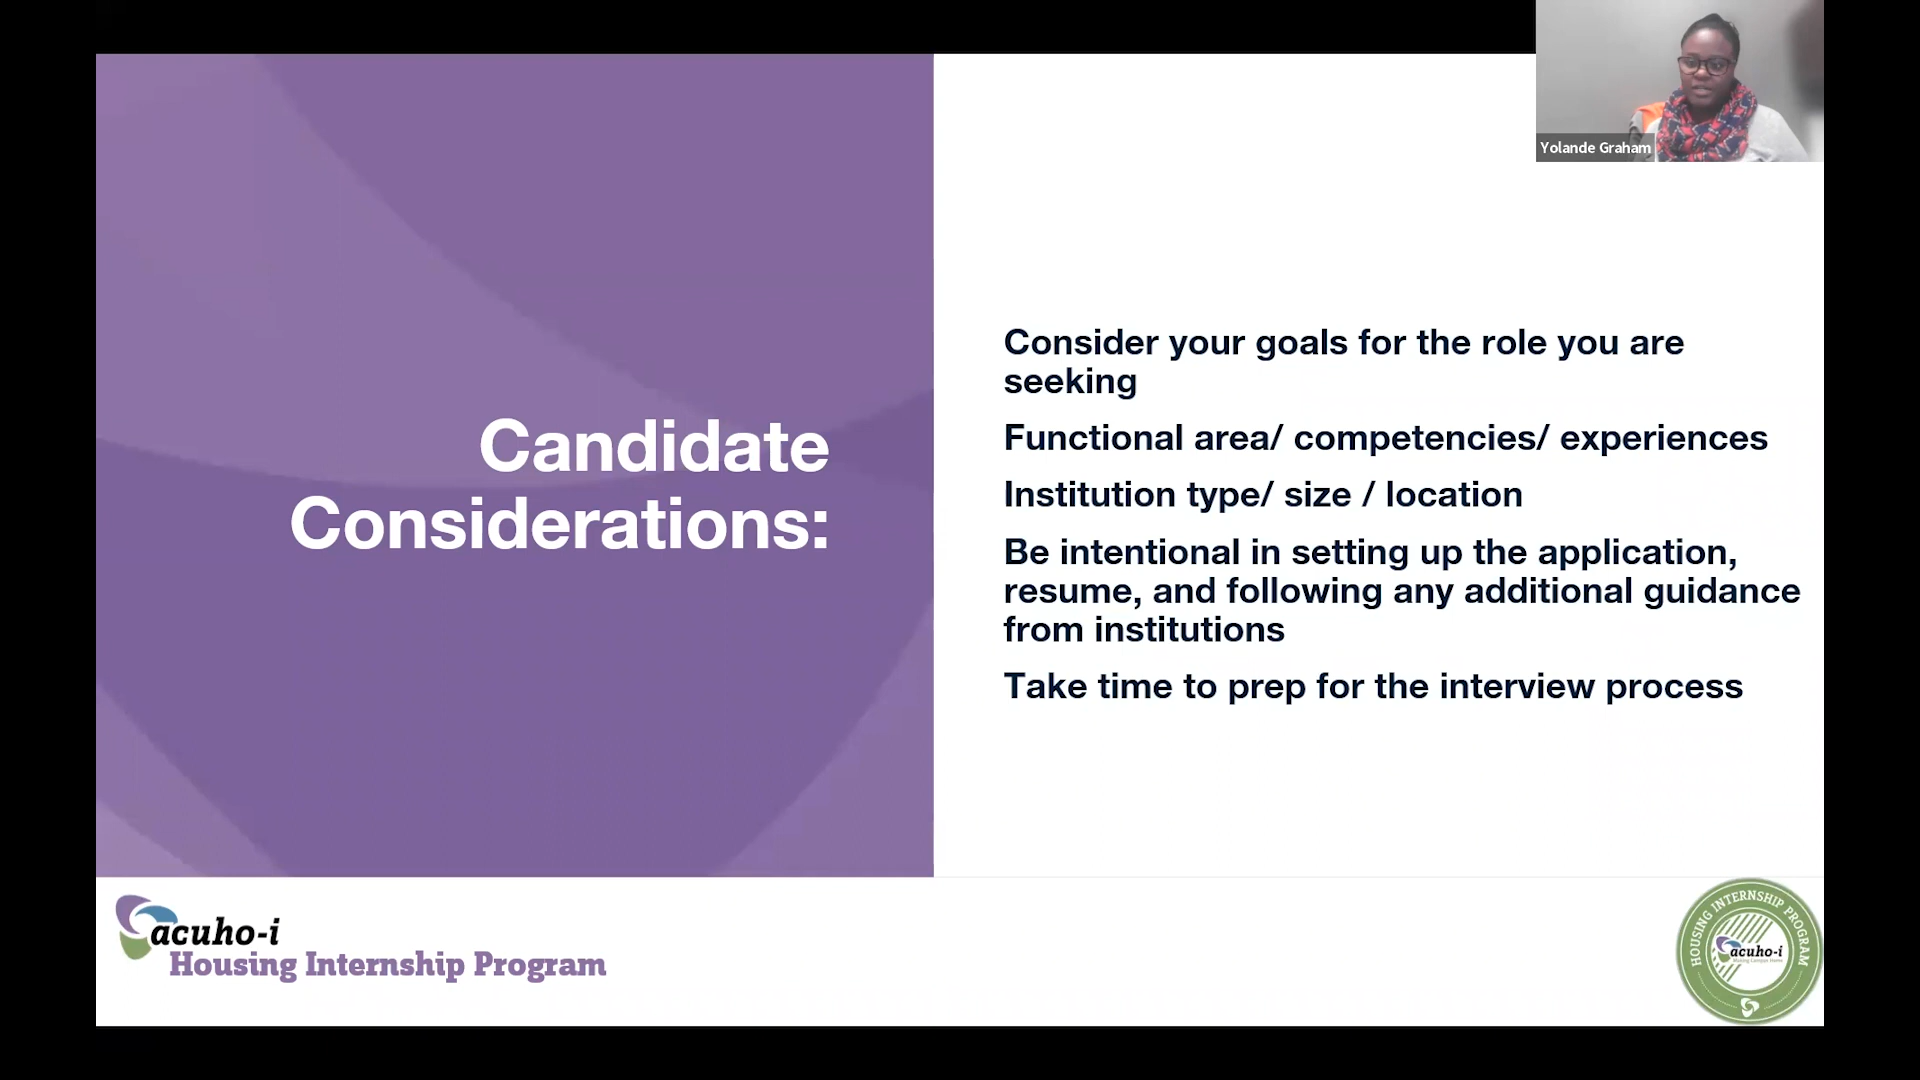 Yolande Graham
Candidate
Considerations:
Consider your goals for the role you are
seeking
Functional area/ competencies/ experiences
Institution type/ size / location
Be intentional in setting up the application,
resume, and following any additional guidance
from institutions
Take time to prep for the interview process
acuho-i
Housing Internship Program
HOUSING INTERNSHIP PROGRAM
acuho-i